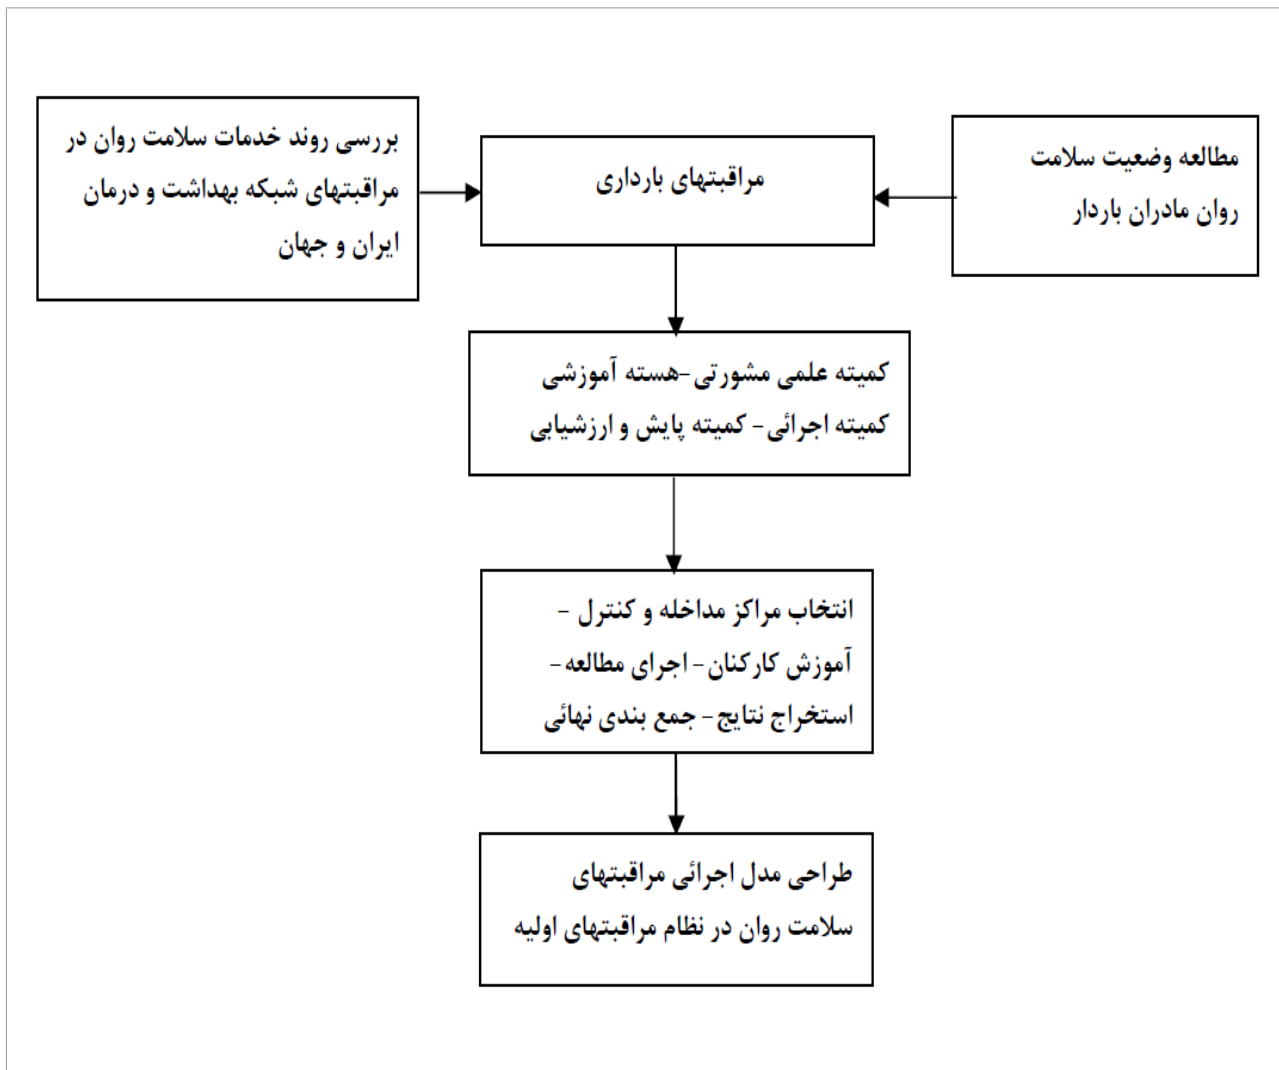 مطالعه وضعیت سلامت
روان مادران باردار
مراقبتهای بارداری
بررسی روند خدمات سلامت روان در
مراقبتهای شبکه بهداشت و درمان
ایران و جهان
کمیته علمی مشورتی-هسته آموزشی
کمیته اجرائی- کمیته پایش و ارزشیابی
انتخاب مراکز مداخله و کنترل -
آموزش کارکنان- اجرای مطالعه-
استخراج نتایج- جمع بندی نهائی
طراحی مدل اجرائی مراقبتهای
سلامت روان در نظام مراقبتهای اولیه